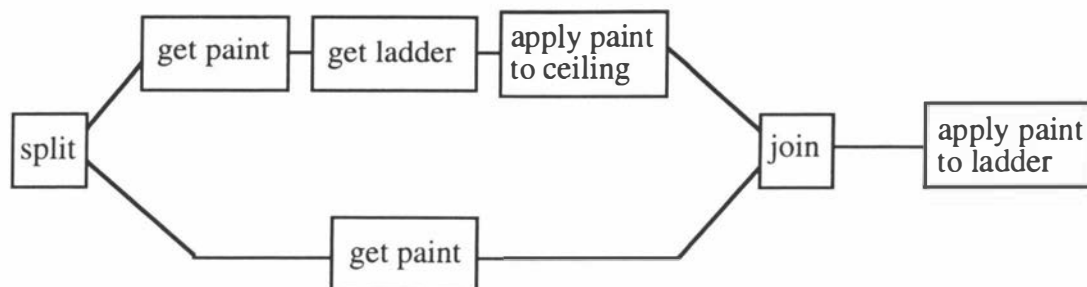 get paint
get ladder
apply paint
to ceiling
split
join
apply paint
to ladder
get paint